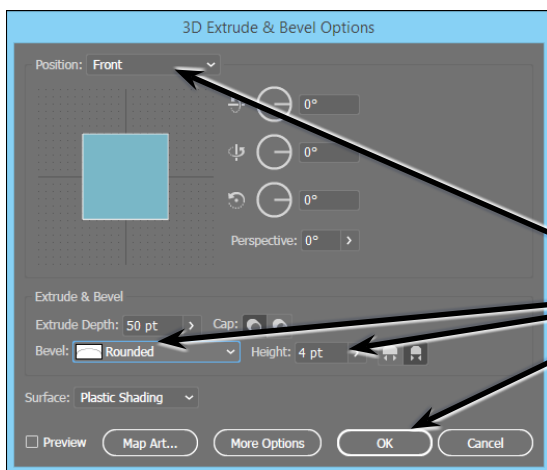 3D Extrude & Bevel Options
Position: Front
0°
0°
0°
Perspective: 0°
Extrude & Bevel
Extrude Depth: 50 pt Cap:
Bevel: Rounded Height: 4 pt
Surface: Plastic Shading
Preview Map Art... More Options OK Cancel